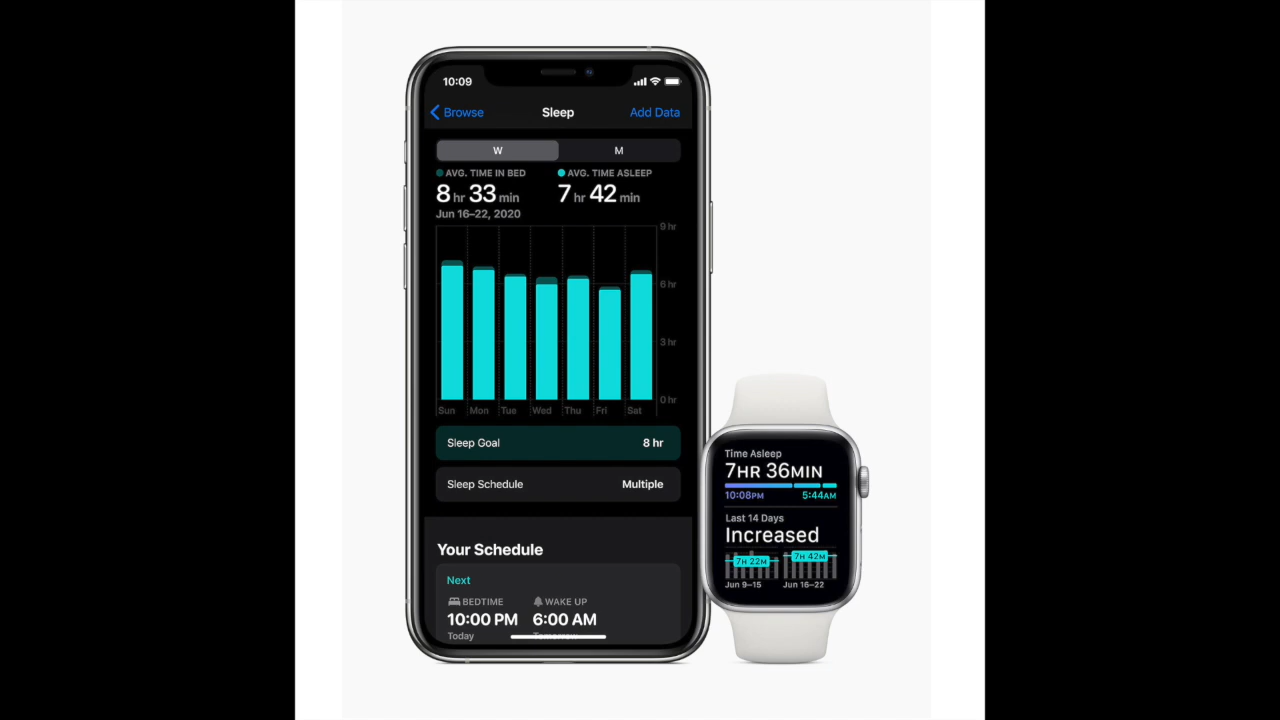 10:09
Browse Sleep Add Data
W M
AVG. TIME IN BED AVG. TIME ASLEEP
8 hr 33 min 7 hr 42 min
Jun 16–22, 2020
9 hr
6 hr
3 hr
0 hr
Sun Mon Tue Wed Thu Fri Sat
Sleep Goal 8 hr
Sleep Schedule Multiple
Your Schedule
Next
BEDTIME WAKE UP
10:00 PM 6:00 AM
Today Tomorrow
Time Asleep
7HR 36MIN
10:08PM 5:44AM
Last 14 Days
Increased
7H 22M 7H 42M
Jun 9–15 Jun 16–22